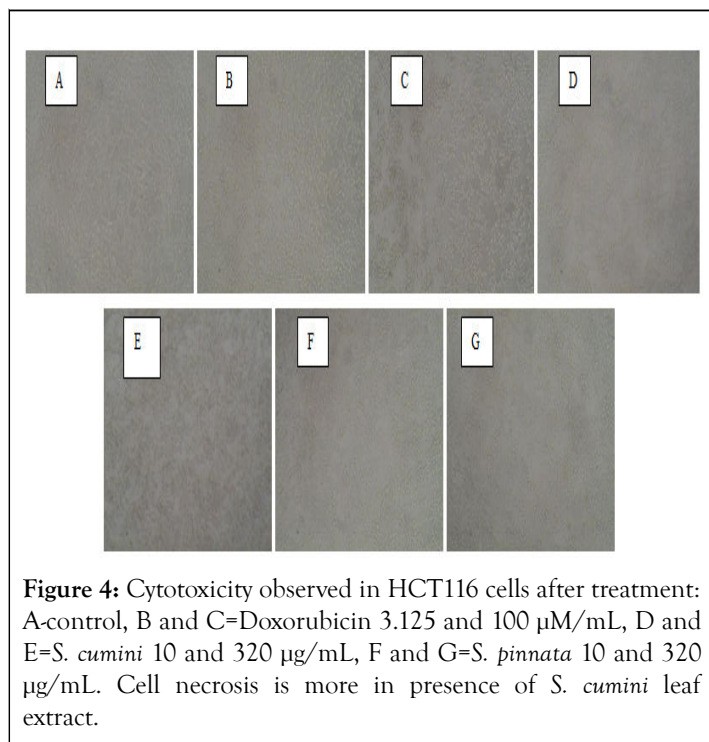 A B C D
E F G
Figure 4: Cytotoxicity observed in HCT116 cells after treatment:
A-control, B and C=Doxorubicin 3.125 and 100 µM/mL, D and
E=S. cumini 10 and 320 µg/mL, F and G=S. pinnata 10 and 320
µg/mL. Cell necrosis is more in presence of S. cumini leaf
extract.